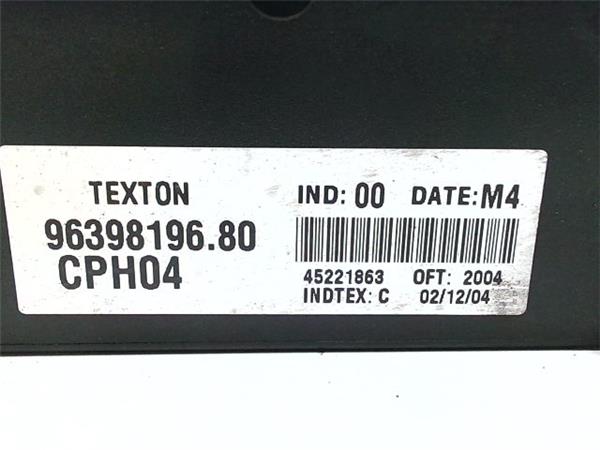 TEXTON
96398196.80
CPH04
IND: 00 DATE: M4
45221863 OFT: 2004
INDTEX: C 02/12/04